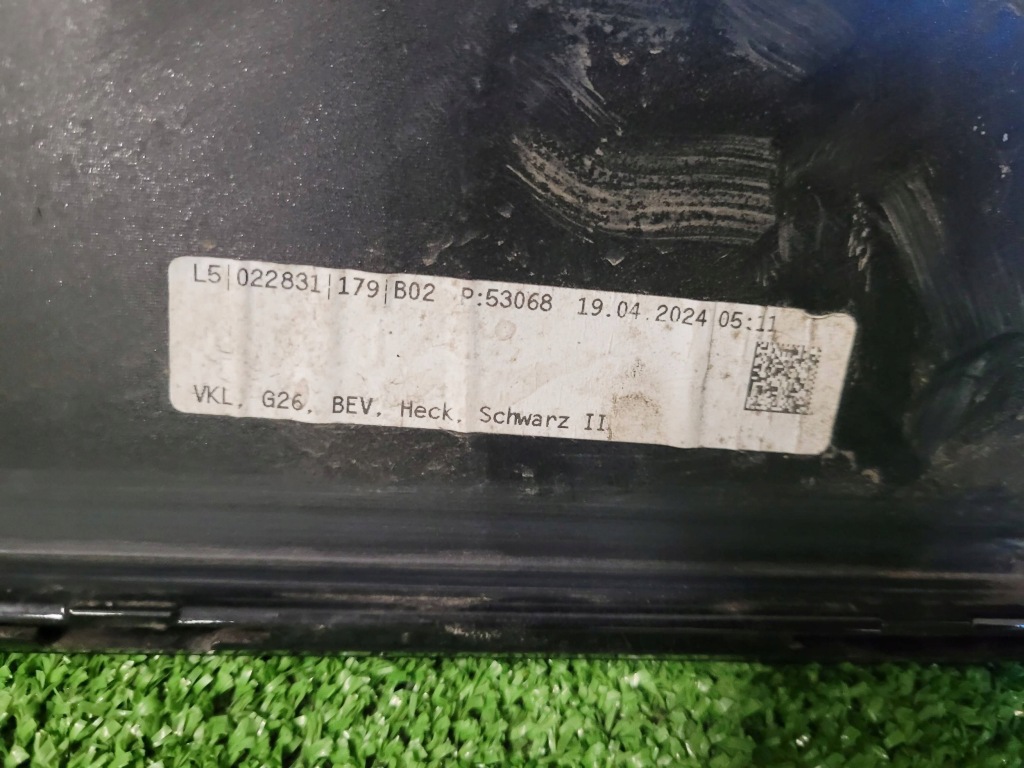 L5|022831|179|B02 P:53068 19.04.2024 05:11
VKL, G26, BEV, Heck, Schwarz II